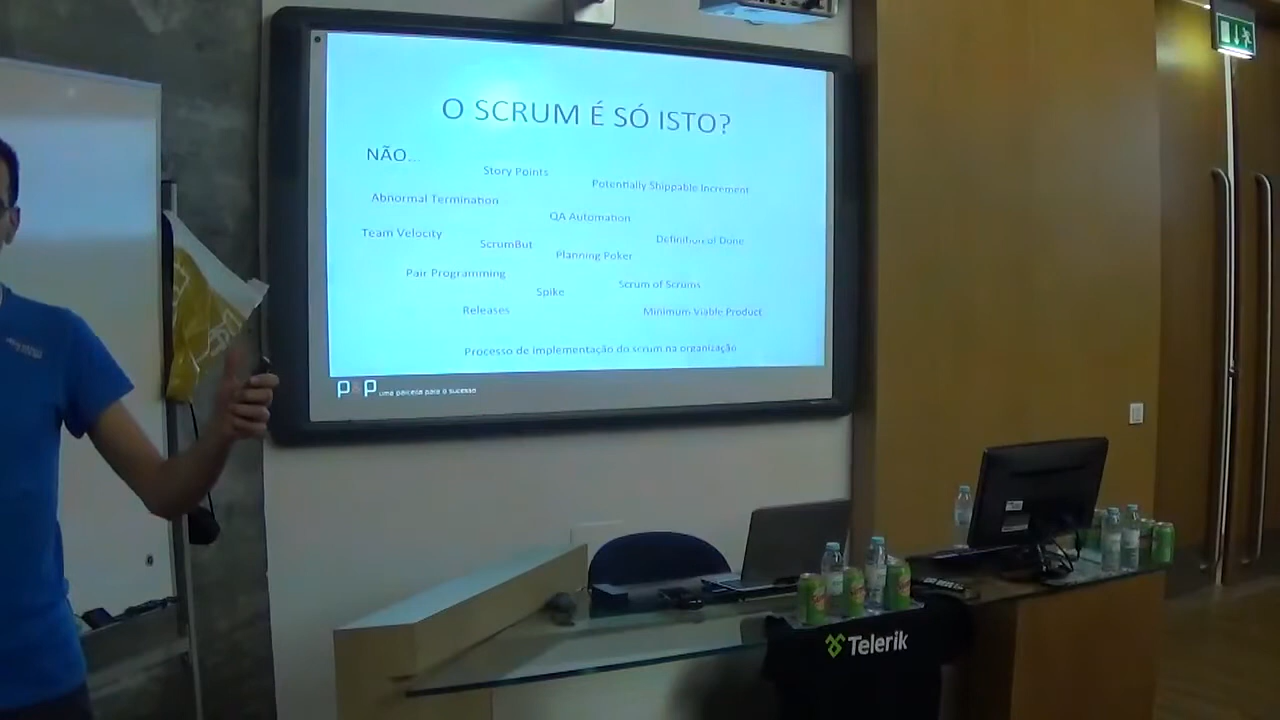 O SCRUM É SÓ ISTO?
NÃO...
Story Points
Potentially Shippable Increment
Abnormal Termination
QA Automation
Team Velocity
ScrumBut
Definition of Done
Planning Poker
Pair Programming
Scrum of Scrums
Spike
Releases
Minimum Viable Product
Processo de implementação do scrum na organização
P&P uma parceria para o sucesso
Telerik